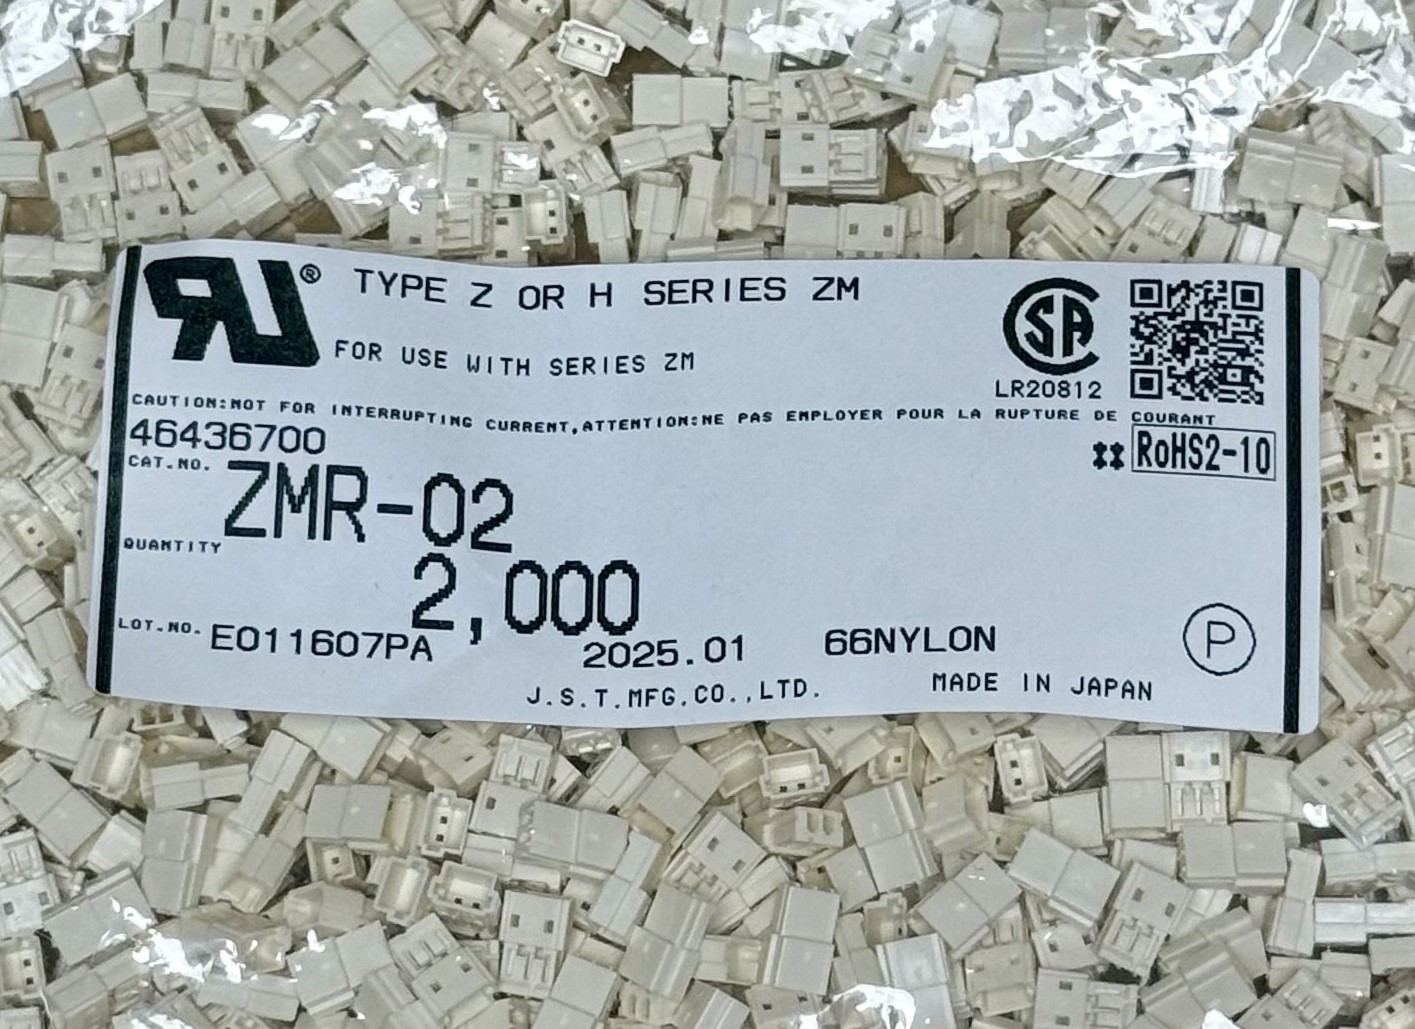 ® TYPE Z OR H SERIES ZM
FOR USE WITH SERIES ZM
LR20812
CAUTION:NOT FOR INTERRUPTING CURRENT,ATTENTION:NE PAS EMPLOYER POUR LA RUPTURE DE COURANT
46436700
RoHS2-10
CAT.NO. ZMR-02
QUANTITY 2,000
LOT.NO. E011607PA 2025.01 66NYLON P
J.S.T.MFG.CO.,LTD. MADE IN JAPAN